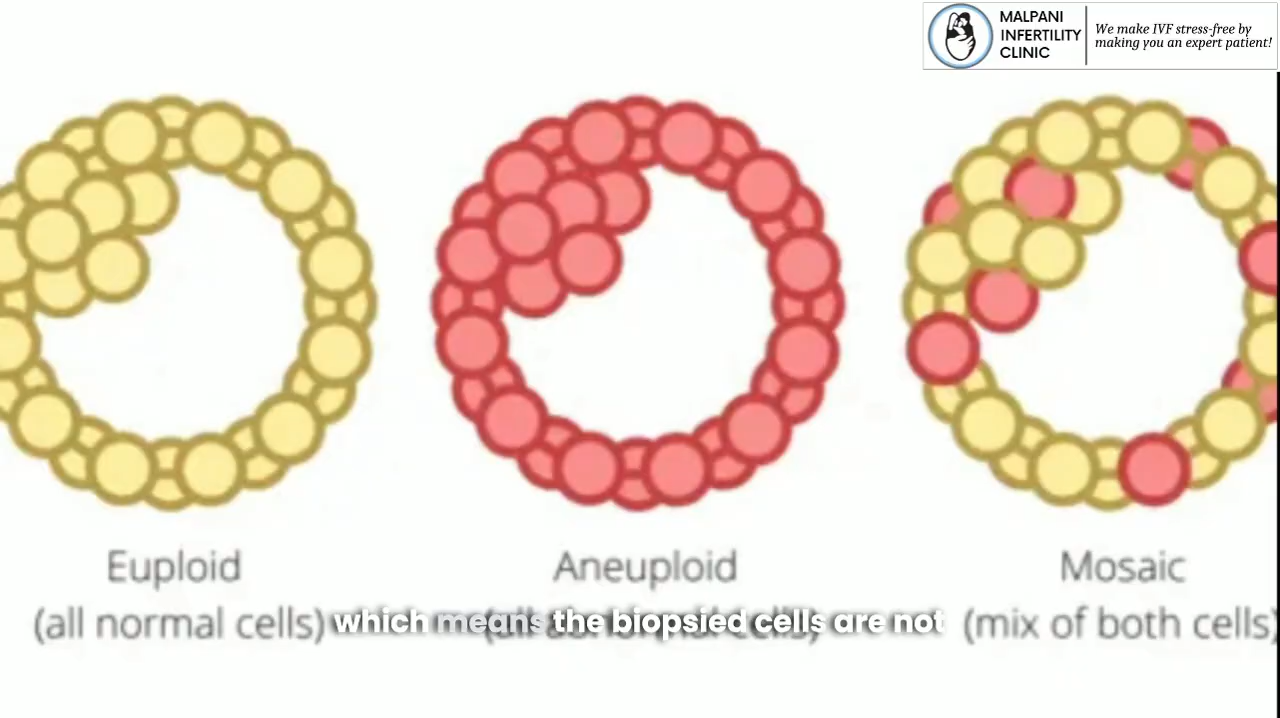 MALPANI
INFERTILITY
CLINIC
We make IVF stress-free by
making you an expert patient!
Euploid
Aneuploid
Mosaic
(all normal cells)
which means the biopsied cells are not
(mix of both cells)